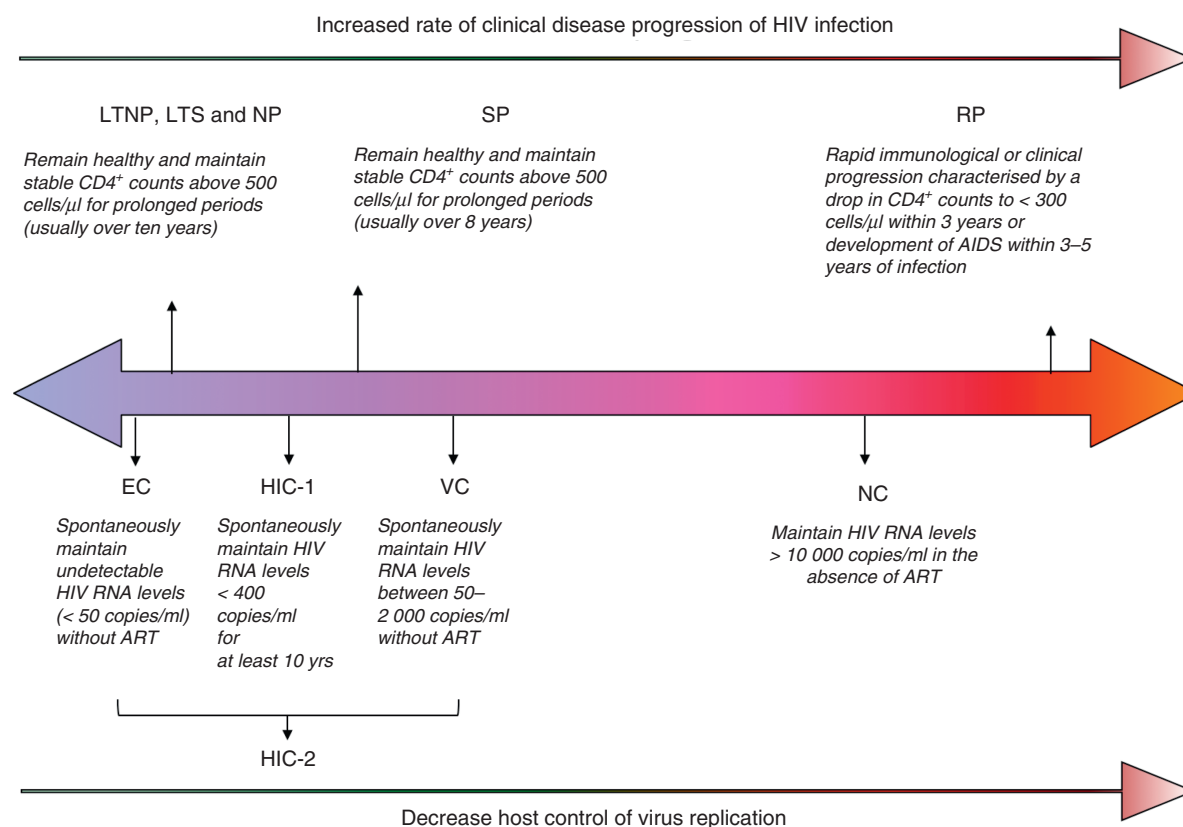 Increased rate of clinical disease progression of HIV infection
LTNP, LTS and NP
Remain healthy and maintain
stable CD4⁺ counts above 500
cells/µl for prolonged periods
(usually over ten years)
SP
Remain healthy and maintain
stable CD4⁺ counts above 500
cells/µl for prolonged periods
(usually over 8 years)
RP
Rapid immunological or clinical
progression characterised by a
drop in CD4⁺ counts to < 300
cells/µl within 3 years or
development of AIDS within 3–5
years of infection
EC
Spontaneously
maintain
undetectable
HIV RNA levels
(< 50 copies/ml)
without ART
HIC-1
Spontaneously
maintain HIV
RNA levels
< 400
copies/ml
for
at least 10 yrs
VC
Spontaneously
maintain HIV
RNA levels
between 50–
2 000 copies/ml
without ART
NC
Maintain HIV RNA levels
> 10 000 copies/ml in the
absence of ART
HIC-2
Decrease host control of virus replication